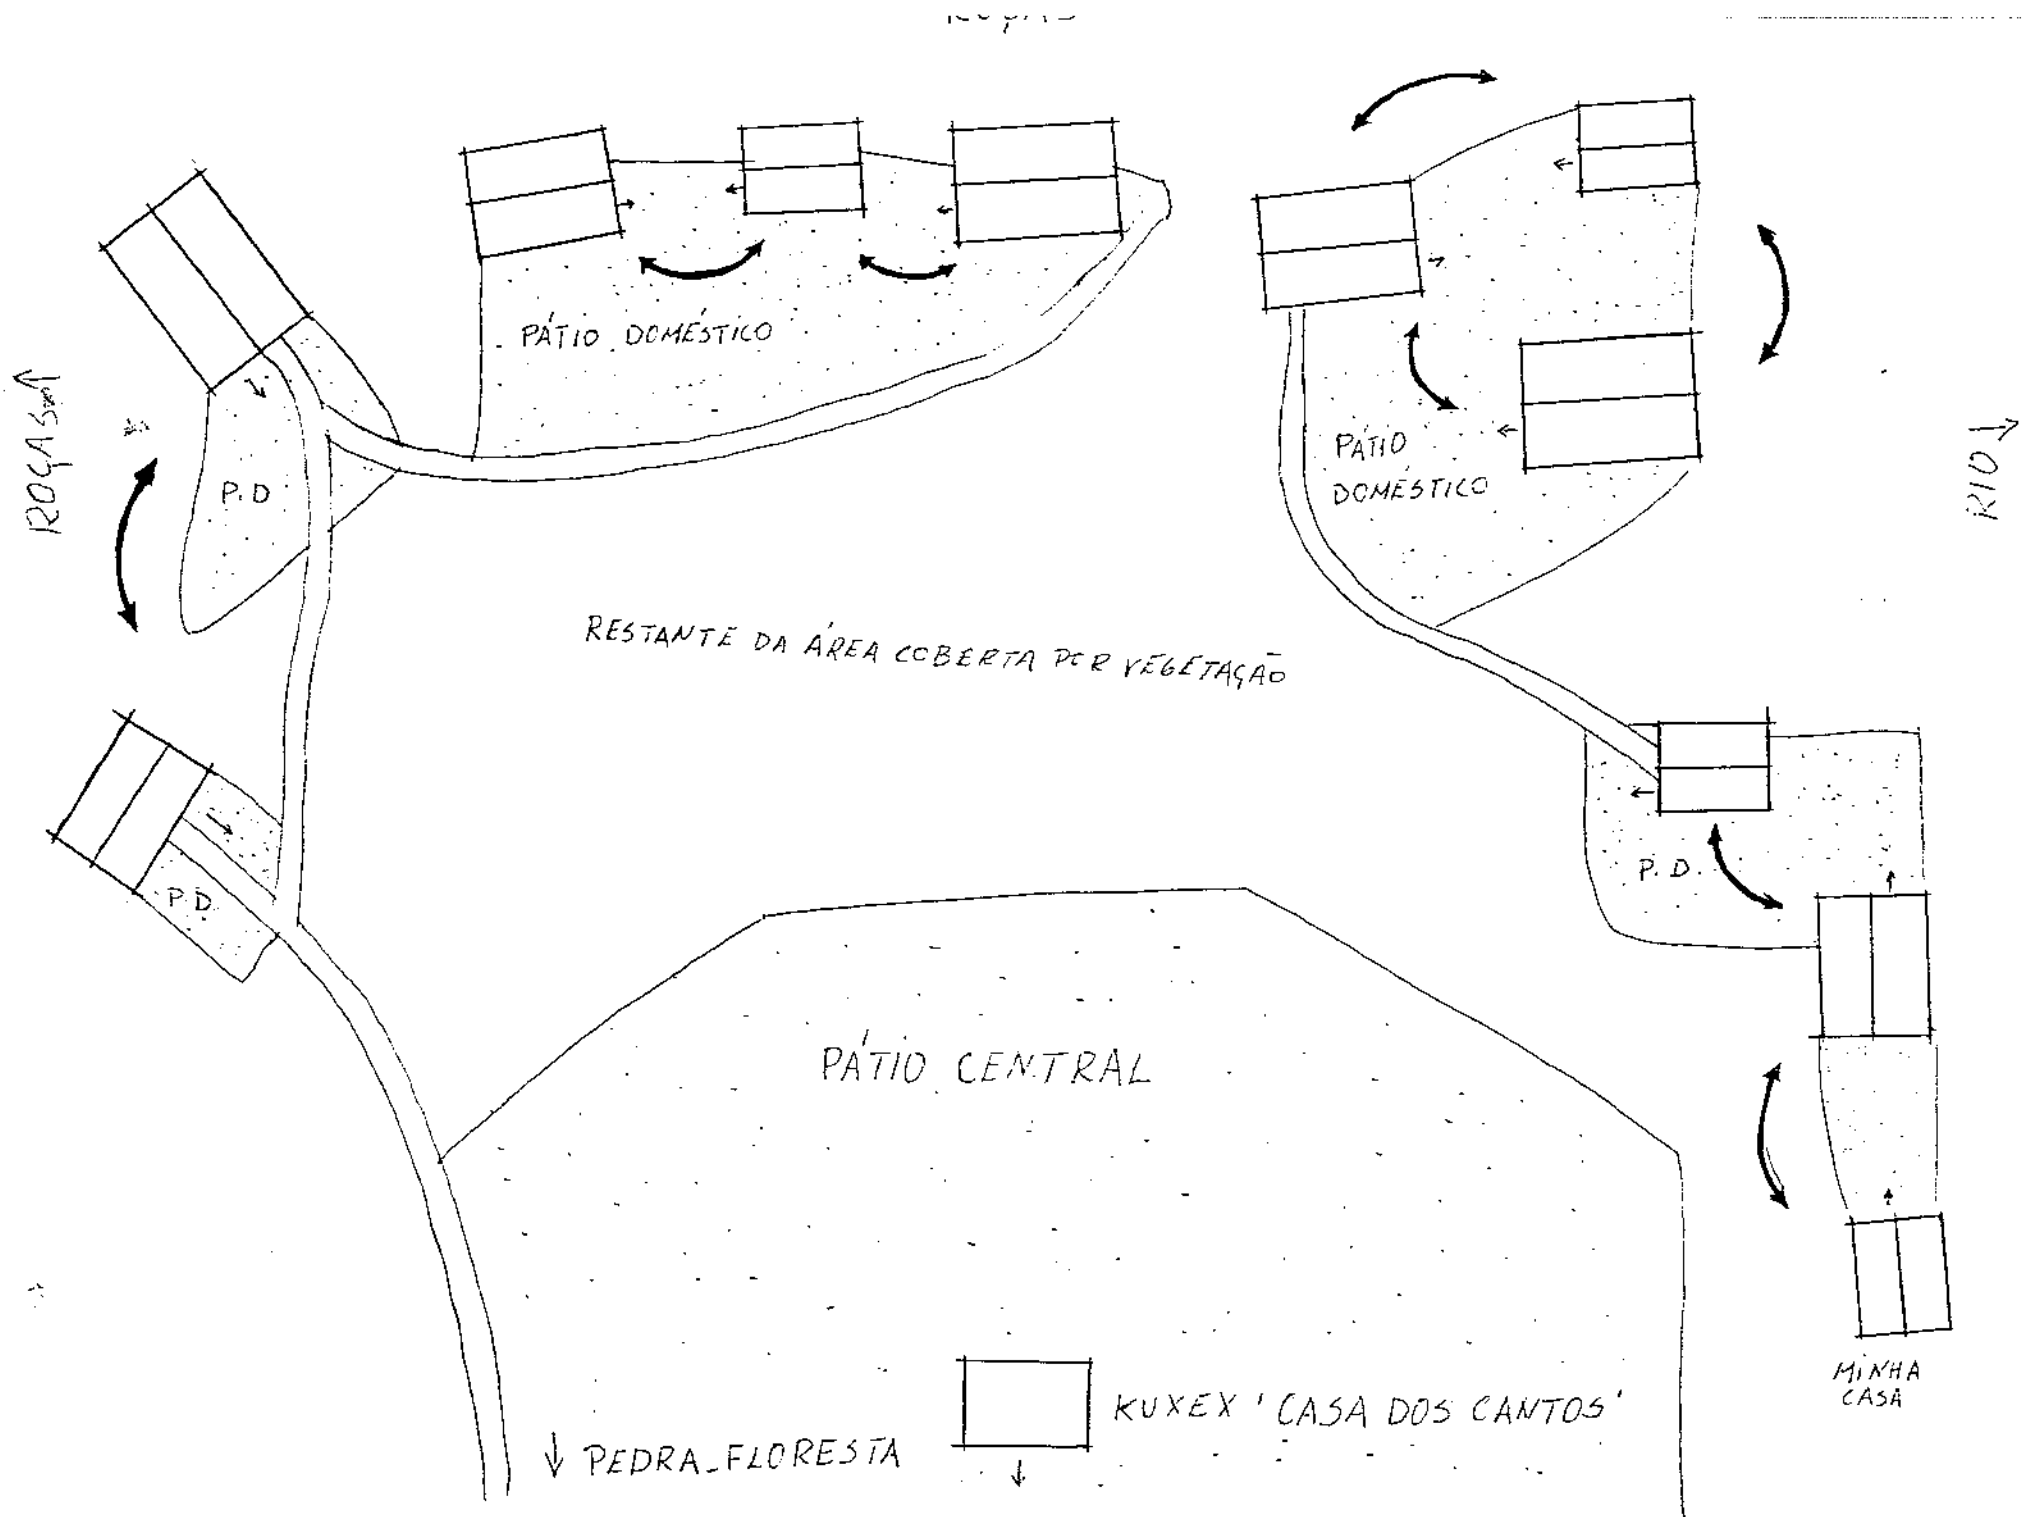 PÁTIO DOMÉSTICO
ROÇAS
PÁTIO
DOMÉSTICO
RIO
P.D
RESTANTE DA ÁREA COBERTA POR VEGETAÇÃO
P.D.
P.D
PÁTIO CENTRAL
MINHA
CASA
KUXEX 'CASA DOS CANTOS'
PEDRA-FLORESTA